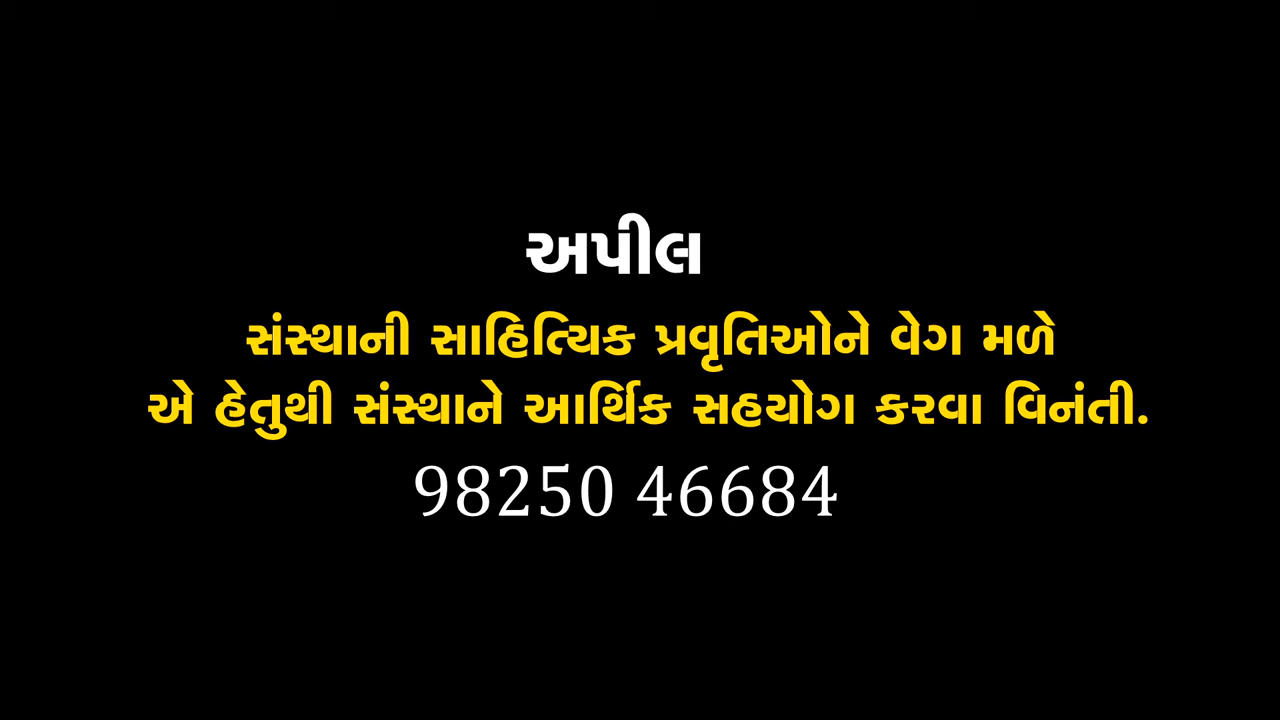 અપીલ
સંસ્થાની સાહિત્યિક પ્રવૃતિઓને વેગ મળે
એ હેતુથી સંસ્થાને આર્થિક સહયોગ કરવા વિનંતી.
98250 46684